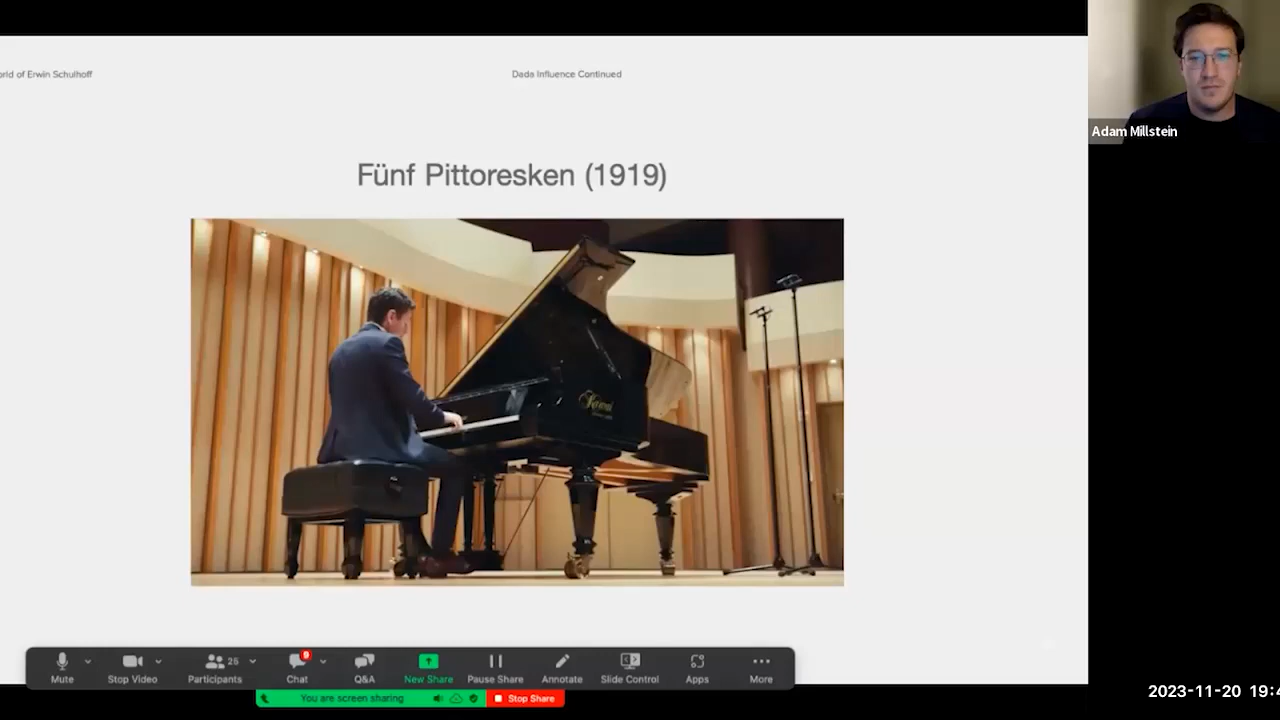 orld of Erwin Schulhoff
Dada Influence Continued
Adam Millstein
Fünf Pittoresken (1919)
Kawai
Mute
Stop Video
25
Participants
9
Chat
Q&A
New Share
Pause Share
Annotate
Slide Control
Apps
More
You are screen sharing
Stop Share
2023-11-20 19:4